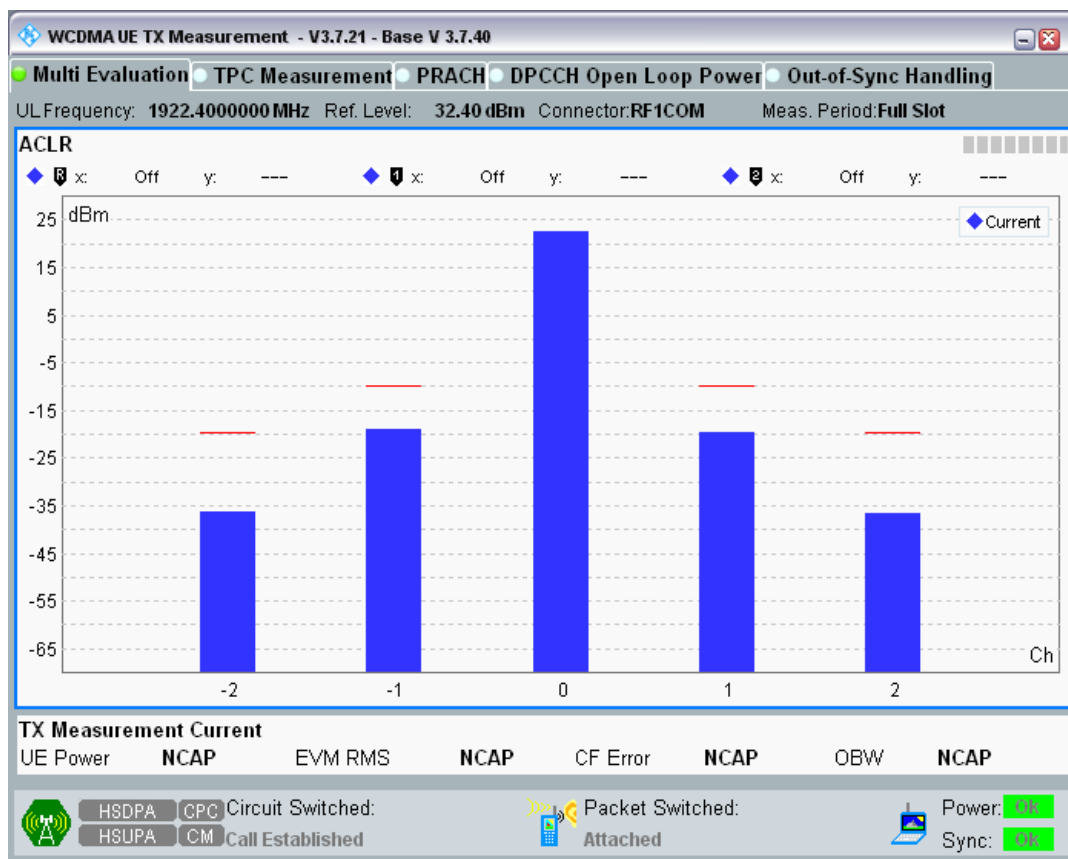 WCDMA UE TX Measurement - V3.7.21 - Base V 3.7.40
Multi Evaluation TPC Measurement PRACH DPCCH Open Loop Power Out-of-Sync Handling
UL Frequency: 1922.4000000 MHz Ref. Level: 32.40 dBm Connector:RF1COM Meas. Period:Full Slot
ACLR
R x: Off y: --- 1 x: Off y: --- 2 x: Off y: ---
dBm
Current
25
15
5
-5
-15
-25
-35
-45
-55
-65
Ch
-2 -1 0 1 2
TX Measurement Current
UE Power NCAP EVM RMS NCAP CF Error NCAP OBW NCAP
HSDPA CPC Circuit Switched: Packet Switched: Power: Ok
HSUPA CM Call Established Attached Sync: Ok